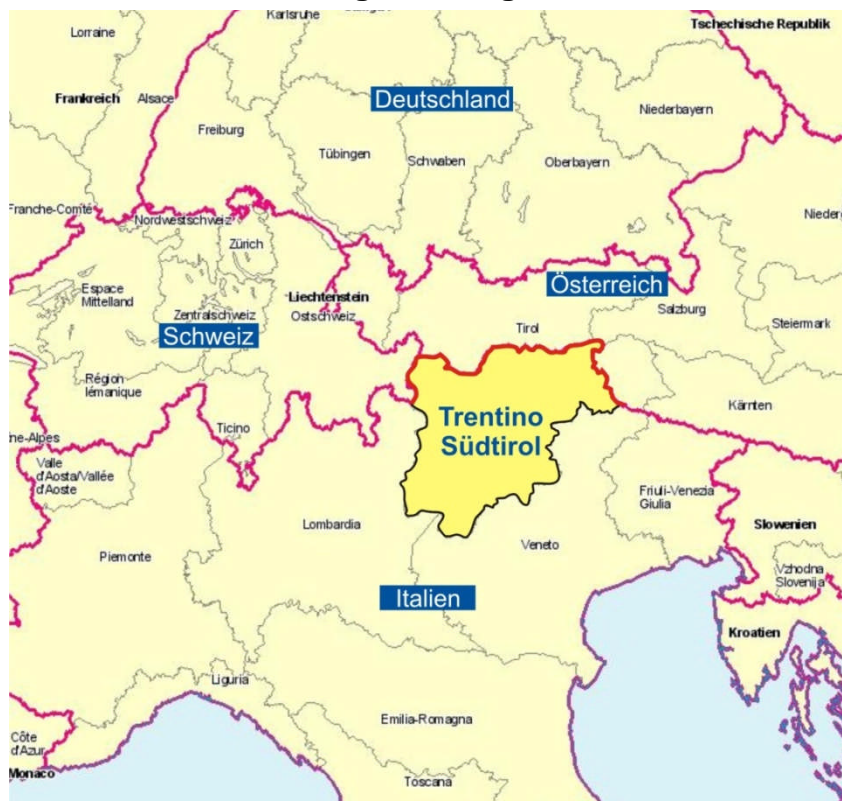 Karlsruhe
Tschechische Republik
Lorraine
Frankreich
Alsace
Deutschland
Niederbayern
Freiburg
Tübingen
Schwaben
Oberbayern
Franche-Comté
Nordwestschweiz
Zürich
Espace
Mittelland
Liechtenstein
Zentralschweiz
Ostschweiz
Österreich
Salzburg
Schweiz
Tirol
Steiermark
Région
lémanique
Kärnten
Trentino
Südtirol
Ticino
ne-Alpes
Valle
d'Aosta/Vallée
d'Aoste
Friuli-Venezia
Giulia
Lombardia
Slowenien
Piemonte
Veneto
Vzhodna
Slovenija
Italien
Kroatien
Liguria
Emilia-Romagna
Côte
d'Azur
Monaco
Toscana